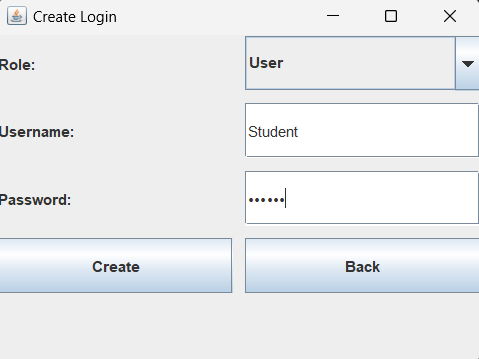 Create Login
Role: User
Username: Student
Password: ••••••
Create Back